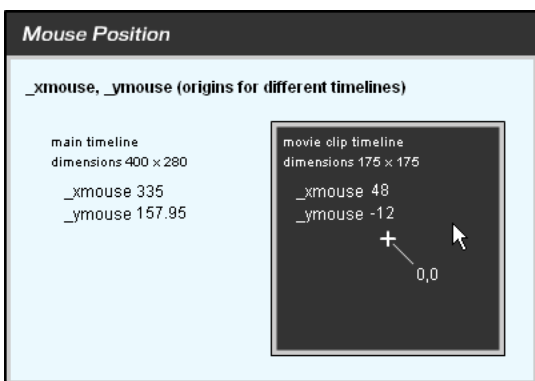 Mouse Position
_xmouse, _ymouse (origins for different timelines)
main timeline
dimensions 400 x 280
_xmouse 335
_ymouse 157.95
movie clip timeline
dimensions 175 x 175
_xmouse 48
_ymouse -12
0,0